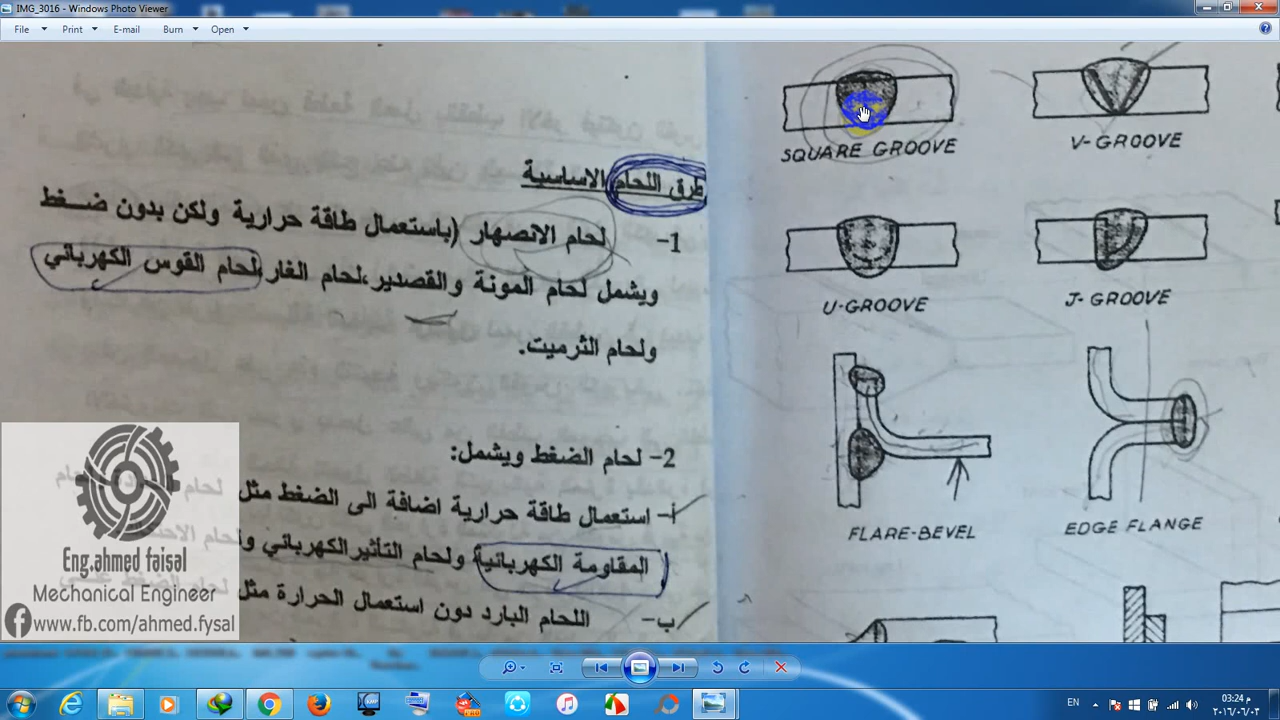 IMG_3016 - Windows Photo Viewer
File Print E-mail Burn Open
طرق اللحام الاساسية
1- لحام الانصهار (باستعمال طاقة حرارية ولكن بدون ضغط
ويشمل لحام المونة والقصدير،لحام الغاز،لحام القوس الكهربائي
ولحام الثرميت.
2- لحام الضغط ويشمل:
أ- استعمال طاقة حرارية اضافة الى الضغط مثل لحام
المقاومة الكهربائية ولحام التأثير الكهربائي
ب- اللحام البارد دون استعمال الحرارة مثل
SQUARE GROOVE
V-GROOVE
U-GROOVE
J-GROOVE
FLARE-BEVEL
EDGE FLANGE
Eng.ahmed faisal
Mechanical Engineer
f www.fb.com/ahmed.fysal
EN
03:24 م
٢٠١٦/٠٦/٠٣